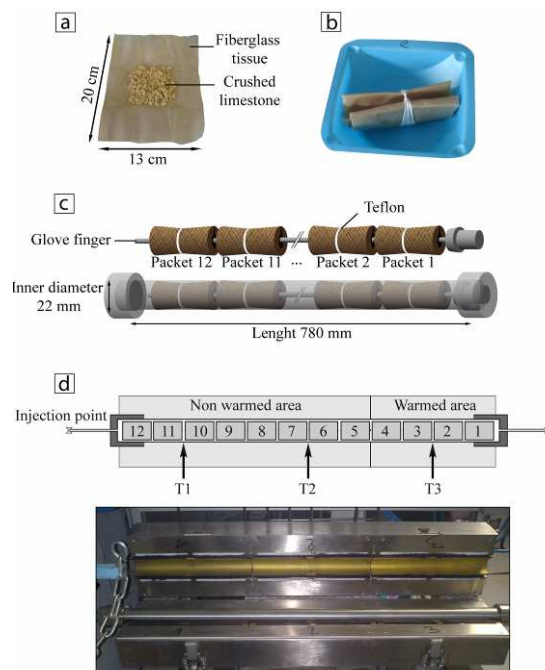 a
Fiberglass
tissue
Crushed
limestone
20 cm
13 cm
b
c
Teflon
Glove finger
Packet 12 Packet 11 ... Packet 2 Packet 1
Inner diameter
22 mm
Lenght 780 mm
d
Non warmed area Warmed area
Injection point
12 11 10 9 8 7 6 5 4 3 2 1
T1 T2 T3